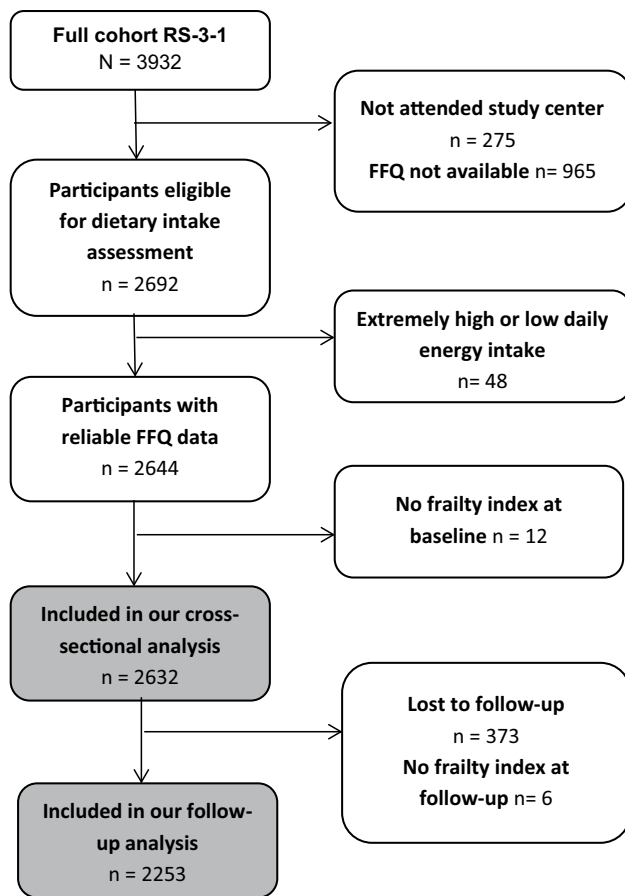 Full cohort RS-3-1
N = 3932
Not attended study center
n = 275
FFQ not available n= 965
Participants eligible
for dietary intake
assessment
n = 2692
Extremely high or low daily
energy intake
n= 48
Participants with
reliable FFQ data
n = 2644
No frailty index at
baseline n = 12
Included in our cross-
sectional analysis
n = 2632
Lost to follow-up
n = 373
No frailty index at
follow-up n= 6
Included in our follow-
up analysis
n = 2253